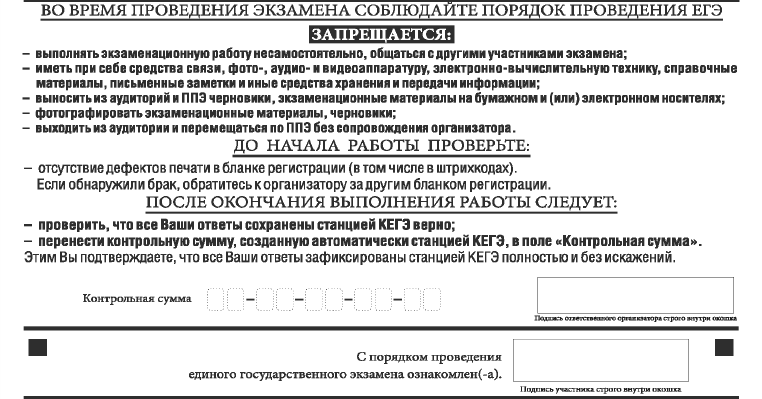 ВО ВРЕМЯ ПРОВЕДЕНИЯ ЭКЗАМЕНА СОБЛЮДАЙТЕ ПОРЯДОК ПРОВЕДЕНИЯ ЕГЭ
ЗАПРЕЩАЕТСЯ:
– выполнять экзаменационную работу несамостоятельно, общаться с другими участниками экзамена;
– иметь при себе средства связи, фото-, аудио- и видеоаппаратуру, электронно-вычислительную технику, справочные
материалы, письменные заметки и иные средства хранения и передачи информации;
– выносить из аудиторий и ППЭ черновики, экзаменационные материалы на бумажном и (или) электронном носителях;
– фотографировать экзаменационные материалы, черновики;
– выходить из аудитории и перемещаться по ППЭ без сопровождения организатора.
ДО НАЧАЛА РАБОТЫ ПРОВЕРЬТЕ:
– отсутствие дефектов печати в бланке регистрации (в том числе в штрихкодах).
Если обнаружили брак, обратитесь к организатору за другим бланком регистрации.
ПОСЛЕ ОКОНЧАНИЯ ВЫПОЛНЕНИЯ РАБОТЫ СЛЕДУЕТ:
– проверить, что все Ваши ответы сохранены станцией КЕГЭ верно;
– перенести контрольную сумму, созданную автоматически станцией КЕГЭ, в поле «Контрольная сумма».
Этим Вы подтверждаете, что все Ваши ответы зафиксированы станцией КЕГЭ полностью и без искажений.
Контрольная сумма – – – –
Подпись ответственного организатора строго внутри окошка
С порядком проведения
единого государственного экзамена ознакомлен(-а).
Подпись участника строго внутри окошка